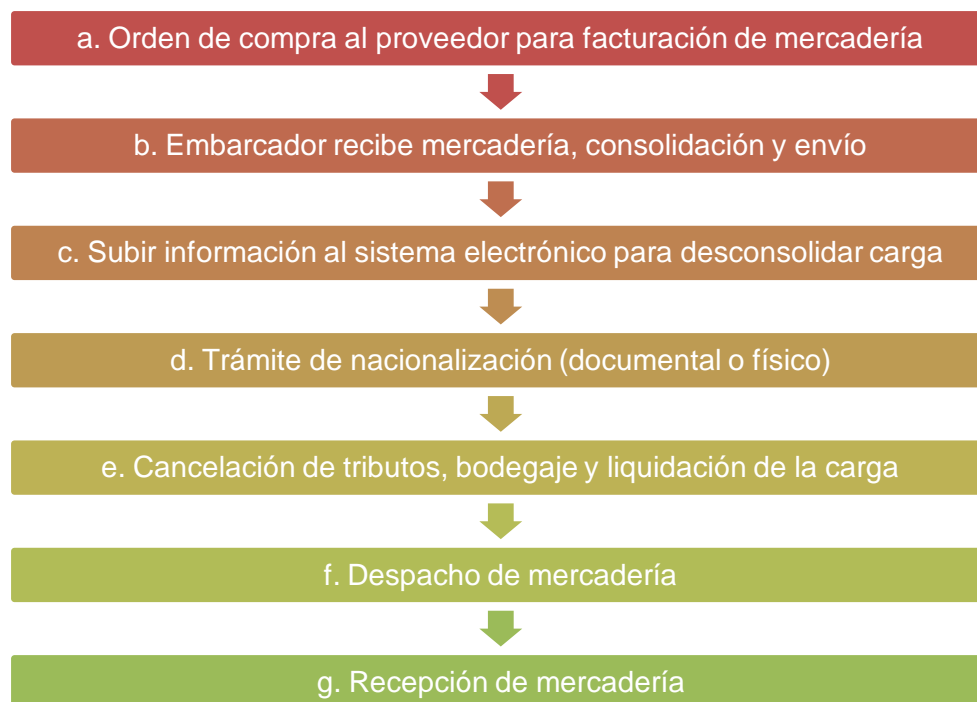 a. Orden de compra al proveedor para facturación de mercadería
b. Embarcador recibe mercadería, consolidación y envío
c. Subir información al sistema electrónico para desconsolidar carga
d. Trámite de nacionalización (documental o físico)
e. Cancelación de tributos, bodegaje y liquidación de la carga
f. Despacho de mercadería
g. Recepción de mercadería